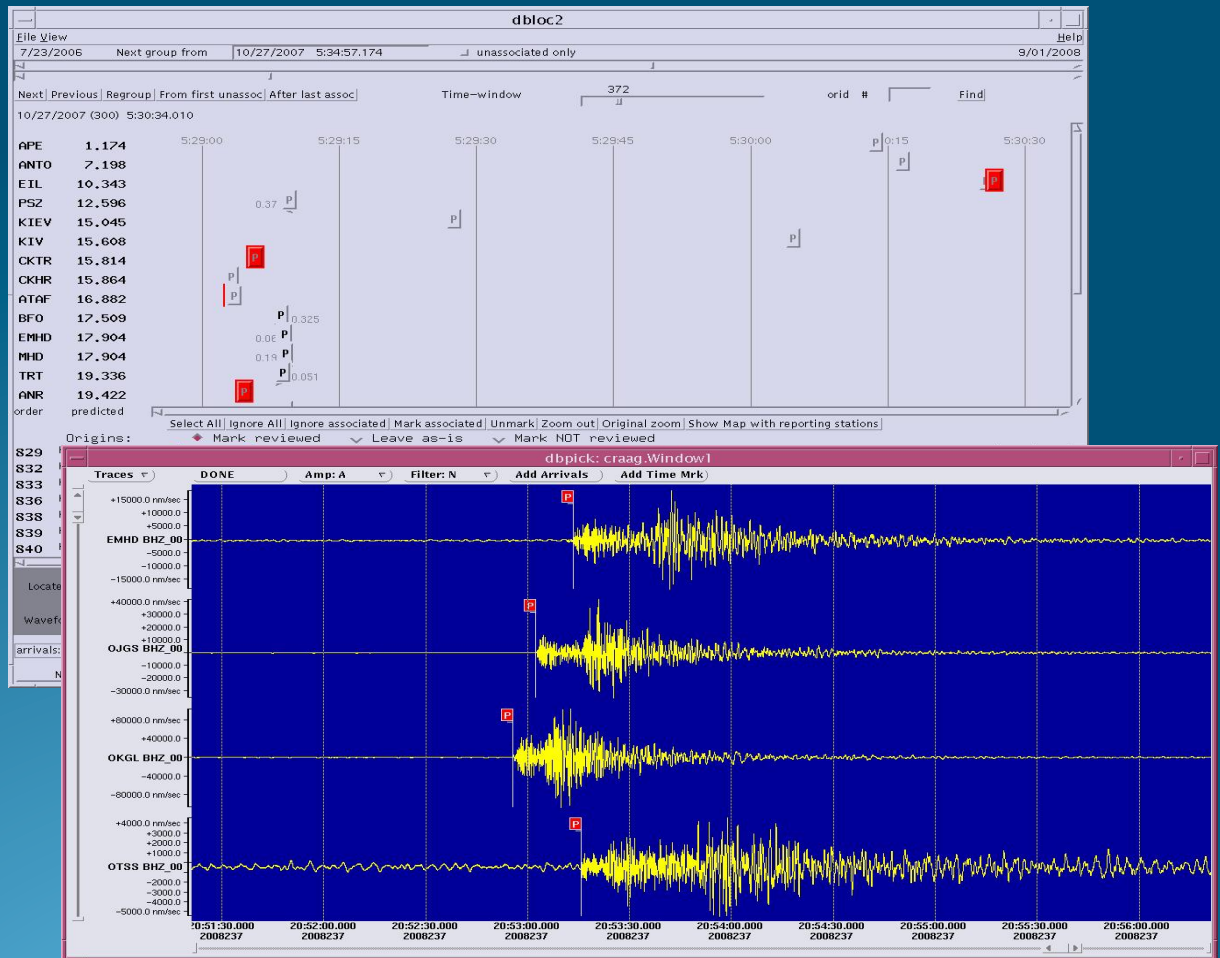 dbloc2
File View Help
7/23/2006 Next group from 10/27/2007 5:34:57.174 unassociated only 9/01/2008
Next Previous Regroup From first unassoc After last assoc Time-window 372 orid # Find
10/27/2007 (300) 5:30:34.010
5:29:00 5:29:15 5:29:30 5:29:45 5:30:00 0:15 5:30:30
APE 1.174 P
ANTO 7.198 P
EIL 10.343 P
PSZ 12.596 0.37 P
KIEV 15.045 P
KIV 15.608 P
CKTR 15.814 P
CKHR 15.864 P
ATAF 16.882 P
BFO 17.509 P 0.325
EMHD 17.904 0.06 P
MHD 17.904 0.19 P
TRT 19.336 P 0.051
ANR 19.422 P
order predicted
Select All Ignore All Ignore associated Mark associated Unmark Zoom out Original zoom Show Map with reporting stations
Origins: Mark reviewed Leave as-is Mark NOT reviewed
829
832
833
836
838
839
840
Locate
Wavef
arrivals:
N
dbpick: craag.Window1
Traces DONE Amp: A Filter: N Add Arrivals Add Time Mrk
+15000.0 nm/sec
+10000.0
+5000.0
EMHD BHZ_00
-5000.0
-10000.0
-15000.0 nm/sec
P
+40000.0 nm/sec
+30000.0
+20000.0
+10000.0
OJGS BHZ_00
-10000.0
-20000.0
-30000.0 nm/sec
P
+80000.0 nm/sec
+40000.0
OKGL BHZ_00
-40000.0
-80000.0 nm/sec
P
+4000.0 nm/sec
+3000.0
+2000.0
+1000.0
OTSS BHZ_00
-2000.0
-3000.0
-4000.0
-5000.0 nm/sec
P
20:51:30.000 20:52:00.000 20:52:30.000 20:53:00.000 20:53:30.000 20:54:00.000 20:54:30.000 20:55:00.000 20:55:30.000 20:56:00.000
2008237 2008237 2008237 2008237 2008237 2008237 2008237 2008237 2008237 2008237